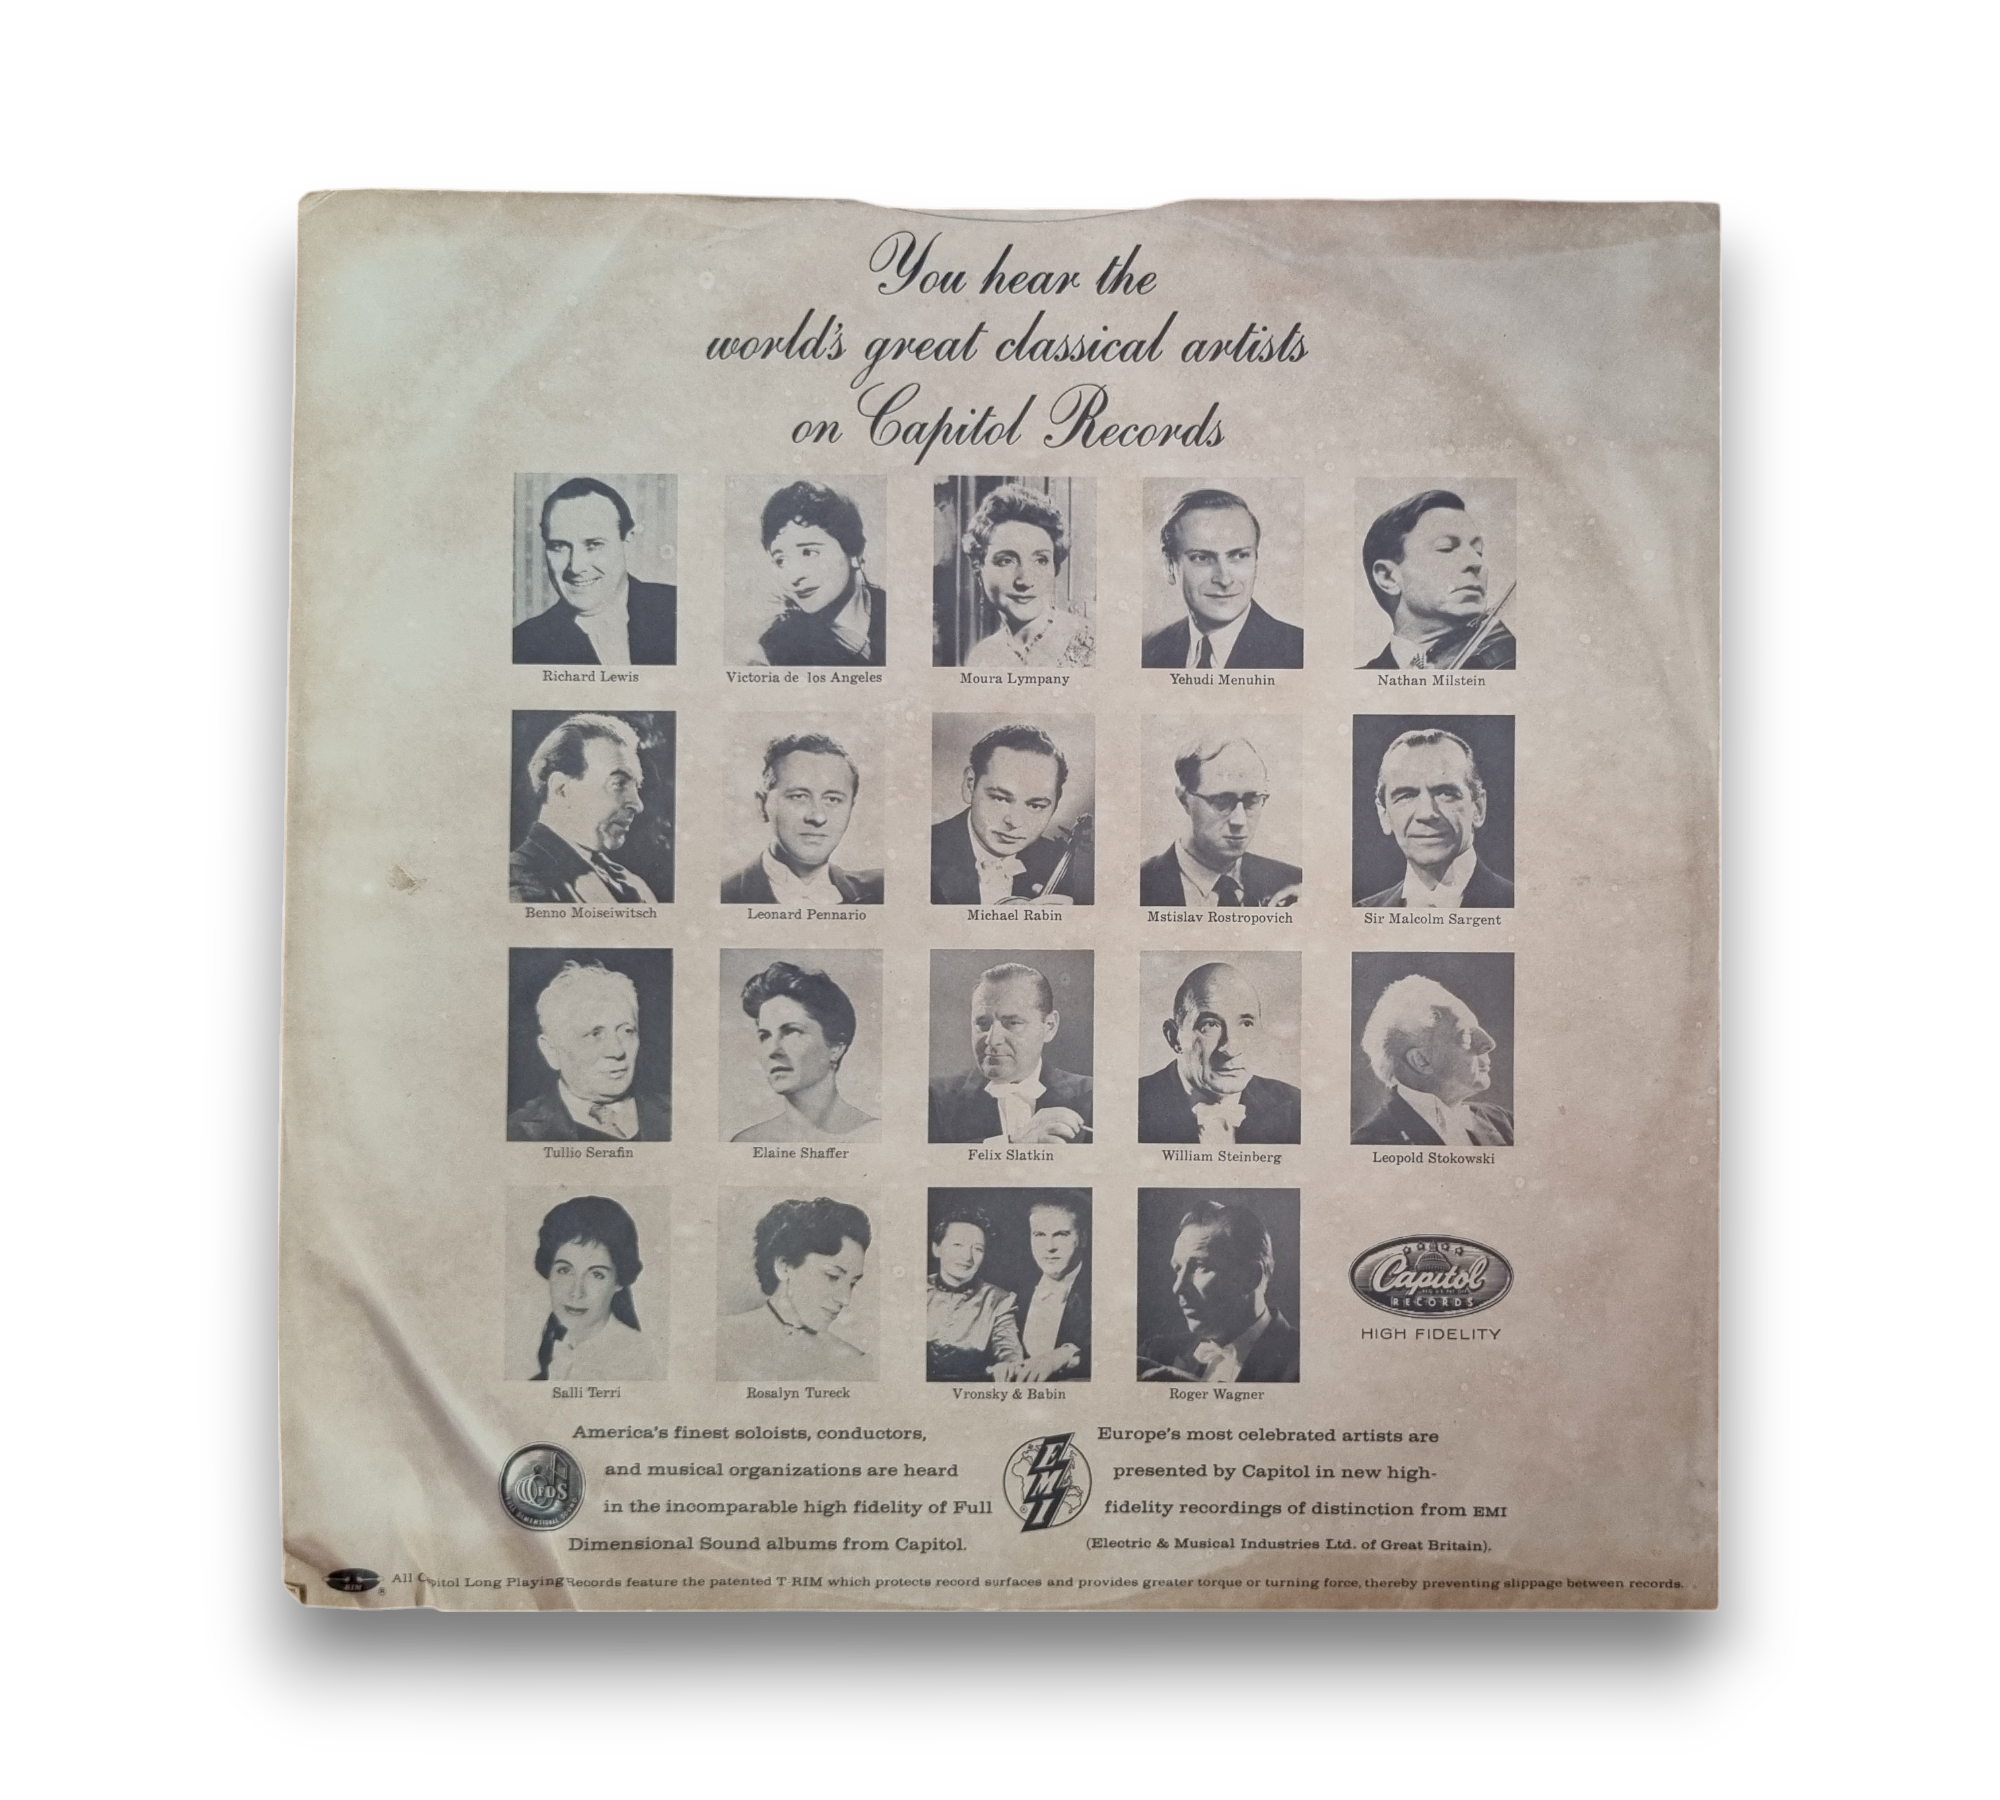 You hear the
world's great classical artists
on Capitol Records
Richard Lewis
Victoria de los Angeles
Moura Lympany
Yehudi Menuhin
Nathan Milstein
Benno Moiseiwitsch
Leonard Pennario
Michael Rabin
Mstislav Rostropovich
Sir Malcolm Sargent
Tullio Serafin
Elaine Shaffer
Felix Slatkin
William Steinberg
Leopold Stokowski
Salli Terri
Rosalyn Tureck
Vronsky & Babin
Roger Wagner
Capitol
RECORDS
HIGH FIDELITY
FDS
America's finest soloists, conductors,
and musical organizations are heard
in the incomparable high fidelity of Full
Dimensional Sound albums from Capitol.
EMI
Europe's most celebrated artists are
presented by Capitol in new high-
fidelity recordings of distinction from EMI
(Electric & Musical Industries Ltd. of Great Britain).
All Capitol Long Playing Records feature the patented T-RIM which protects record surfaces and provides greater torque or turning force, thereby preventing slippage between records.